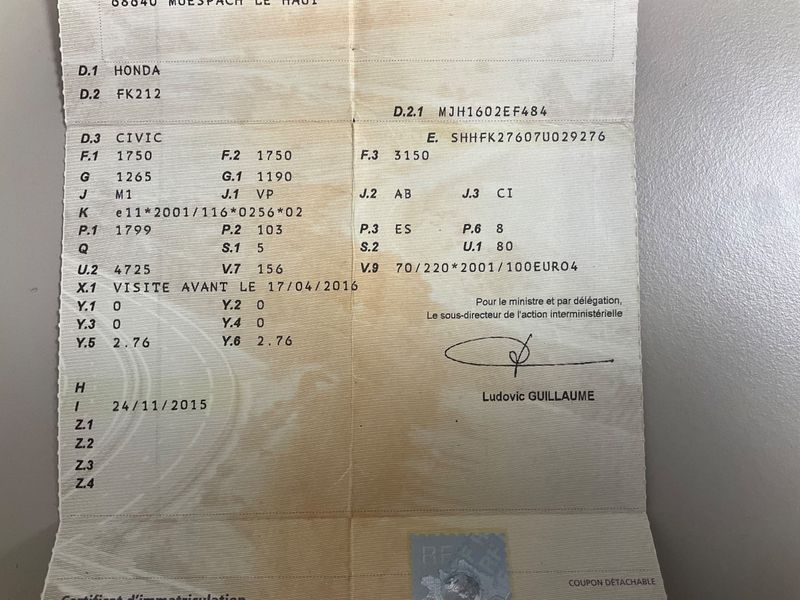 68640 MUESPACH LE HAUT
D.1 HONDA
D.2 FK212
D.2.1 MJH1602EF484
D.3 CIVIC E. SHHFK27607U029276
F.1 1750 F.2 1750 F.3 3150
G 1265 G.1 1190
J M1 J.1 VP J.2 AB J.3 CI
K e11*2001/116*0256*02
P.1 1799 P.2 103 P.3 ES P.6 8
Q S.1 5 S.2 U.1 80
U.2 4725 V.7 156 V.9 70/220*2001/100EURO4
X.1 VISITE AVANT LE 17/04/2016
Y.1 0 Y.2 0
Y.3 0 Y.4 0
Y.5 2.76 Y.6 2.76
Pour le ministre et par délégation,
Le sous-directeur de l'action interministérielle
Ludovic GUILLAUME
H
I 24/11/2015
Z.1
Z.2
Z.3
Z.4
RF
COUPON DÉTACHABLE
Certificat d'immatriculation